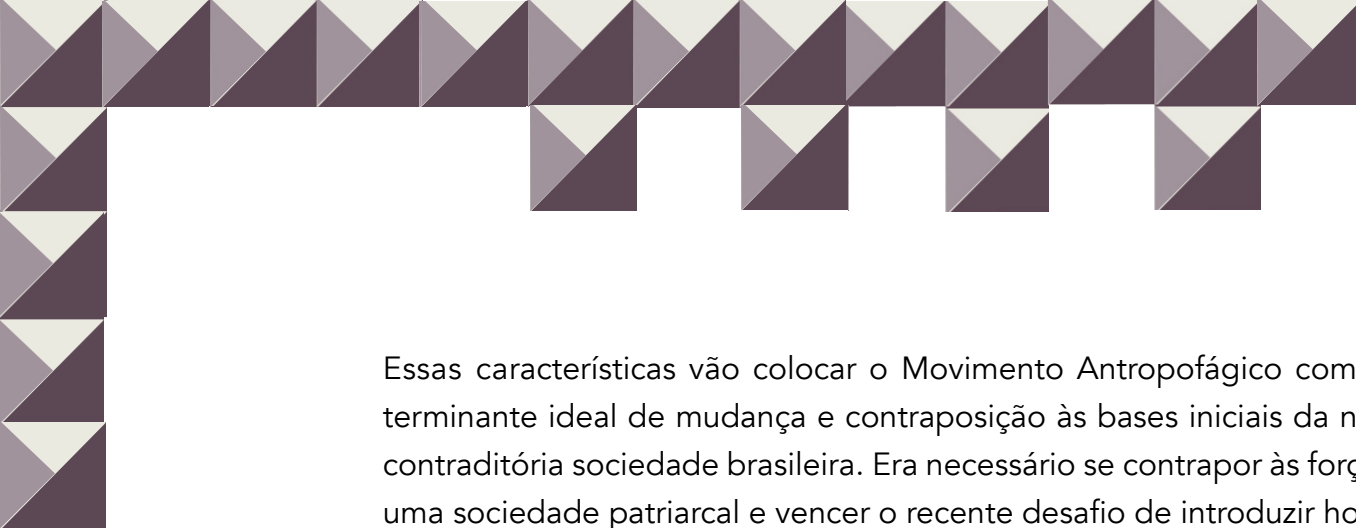 Essas características vão colocar o Movimento Antropofágico com
terminante ideal de mudança e contraposição às bases iniciais da n
contraditória sociedade brasileira. Era necessário se contrapor às forç
uma sociedade patriarcal e vencer o recente desafio de introduzir ho